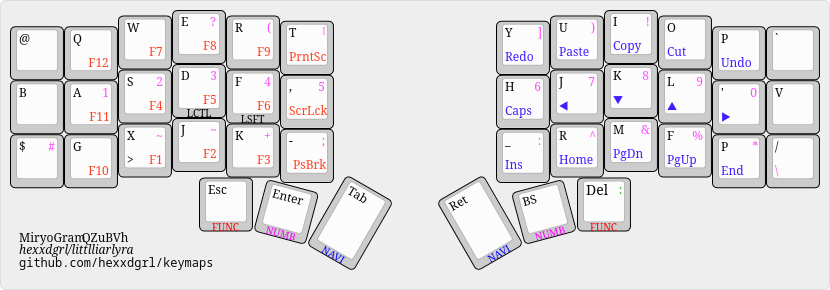 @ Q F12 W F7 E ? F8 R ( F9 T [ PrntSc
Y ] Redo U ) Paste I ! Copy O Cut P Undo `
B A 1 F11 S 2 F4 D 3 F5 LCTL F 4 F6 LSFT , 5 ScrLck
H 6 Caps J 7 ◀ K 8 ▼ L 9 ▲ ' 0 ▶ V
$ # G F10 X ~ > F1 J ~ F2 K + F3 - ; PsBrk
_ : Ins R ^ Home M & PgDn F % PgUp P * End / \
Esc FUNC Enter NUMB Tab NAVI
Ret NAVI BS NUMB Del : FUNC
MiryoGramQZuBVh
hexxdgrl/littlliarlyra
github.com/hexxdgrl/keymaps